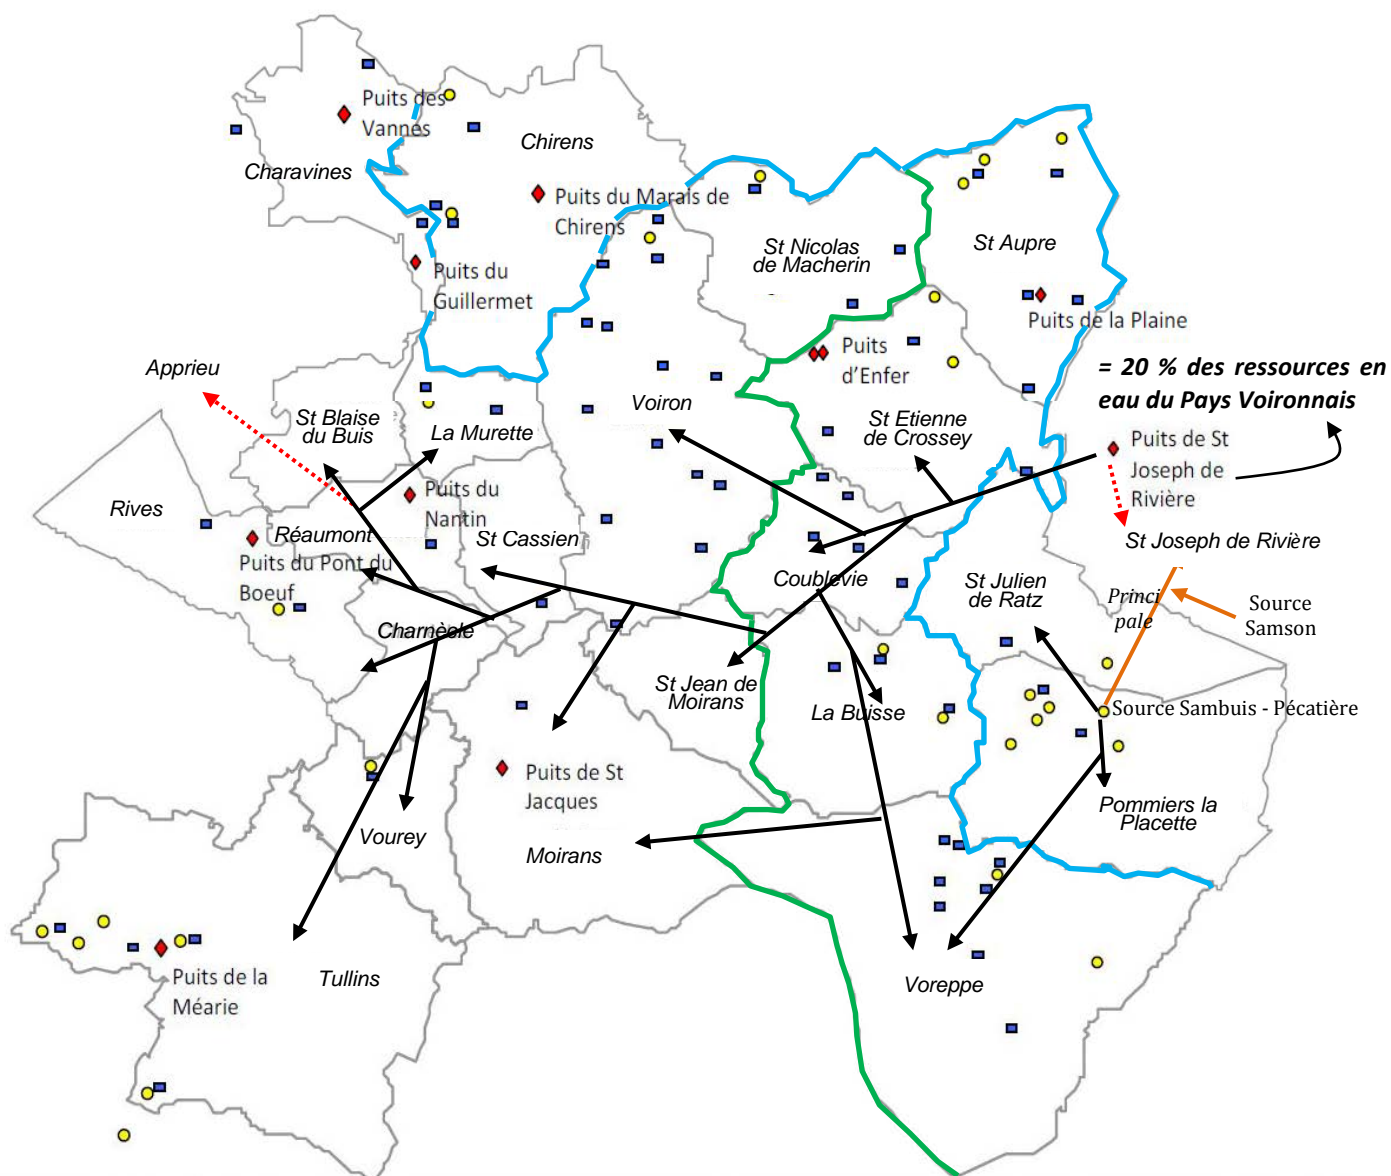 Puits des
Vannes
Charavines
Chirens
Puits du Marais de
Chirens
Puits du
Guillermet
St Nicolas
de Macherin
St Aupre
Puits de la Plaine
Puits
d'Enfer
= 20 % des ressources en
eau du Pays Voironnais
Apprieu
St Blaise
du Buis
La Murette
Voiron
St Etienne
de Crossey
Puits de St
Joseph de
Rivière
Rives
Puits du
Nantin
Réaumont
St Cassien
Puits du Pont du
Boeuf
St Joseph de Rivière
Coublevie
St Julien
de Ratz
Princi
pale
Source
Samson
Charnècle
St Jean de
Moirans
La Buisse
Source Sambuis - Pécatière
Puits de St
Jacques
Pommiers la
Placette
Vourey
Moirans
Puits de la
Méarie
Tullins
Voreppe